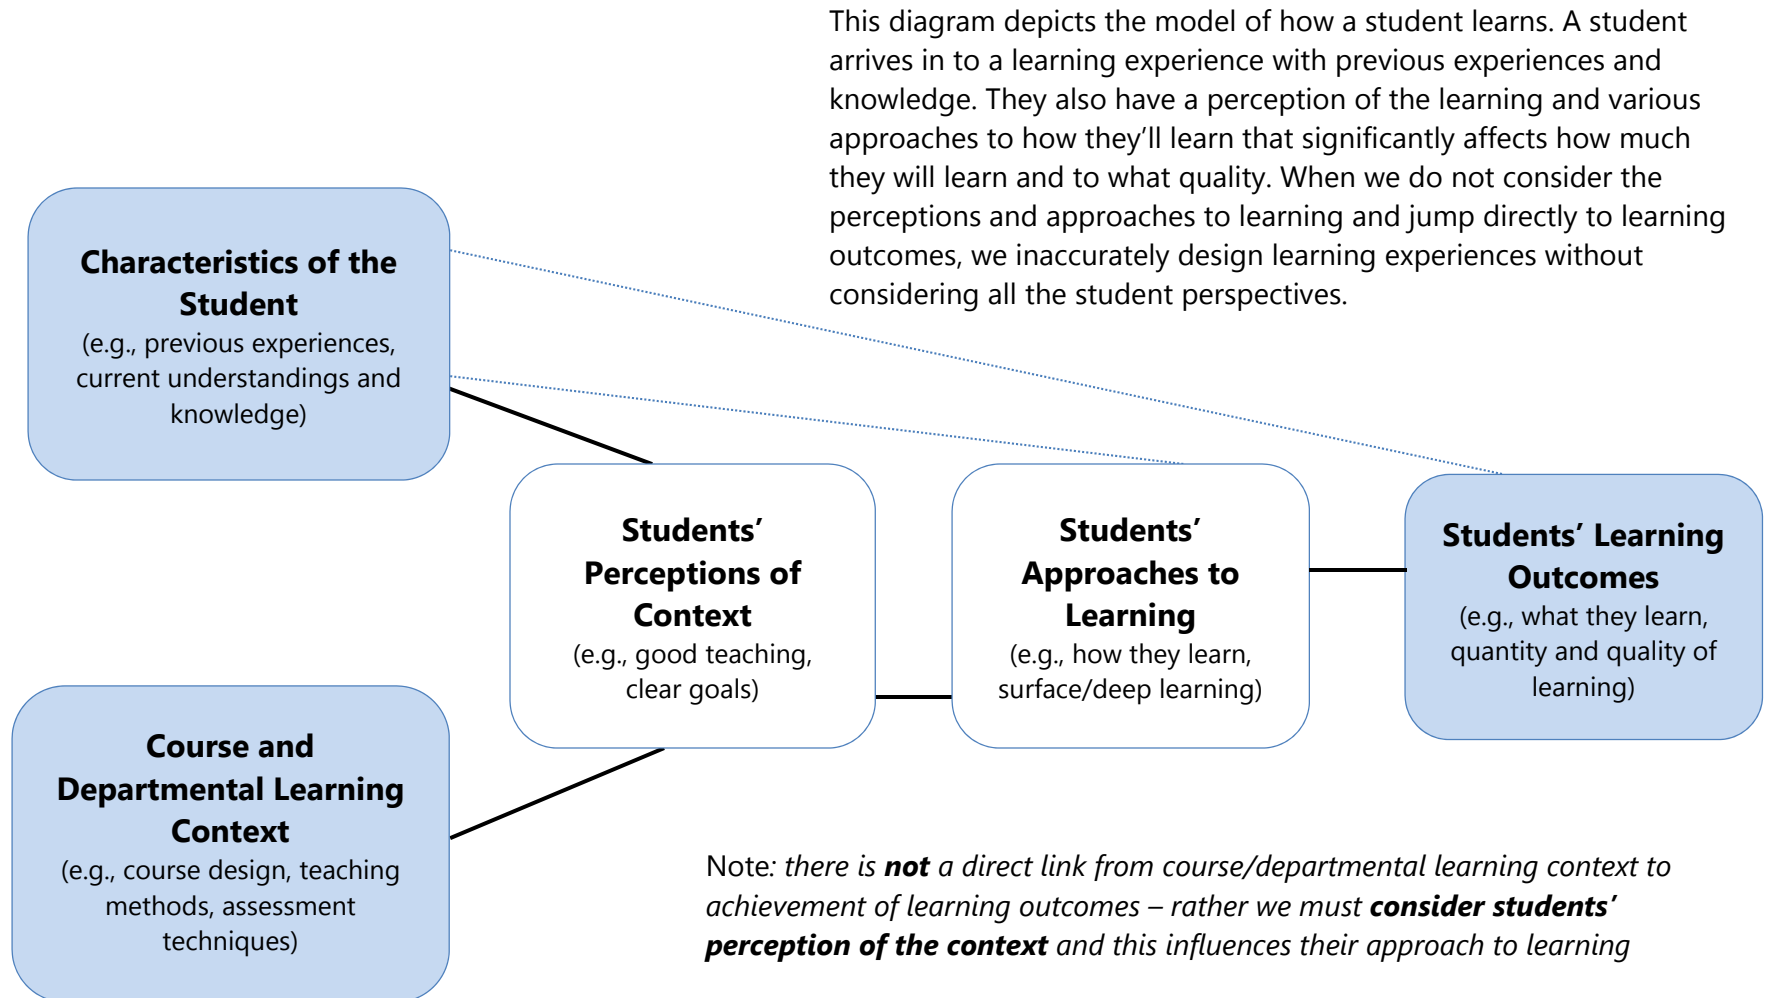 This diagram depicts the model of how a student learns. A student
arrives in to a learning experience with previous experiences and
knowledge. They also have a perception of the learning and various
approaches to how they’ll learn that significantly affects how much
they will learn and to what quality. When we do not consider the
perceptions and approaches to learning and jump directly to learning
outcomes, we inaccurately design learning experiences without
considering all the student perspectives.
Characteristics of the
Student
(e.g., previous experiences,
current understandings and
knowledge)
Students’
Perceptions of
Context
(e.g., good teaching,
clear goals)
Students’
Approaches to
Learning
(e.g., how they learn,
surface/deep learning)
Students’ Learning
Outcomes
(e.g., what they learn,
quantity and quality of
learning)
Course and
Departmental Learning
Context
(e.g., course design, teaching
methods, assessment
techniques)
Note: there is not a direct link from course/departmental learning context to
achievement of learning outcomes – rather we must consider students’
perception of the context and this influences their approach to learning